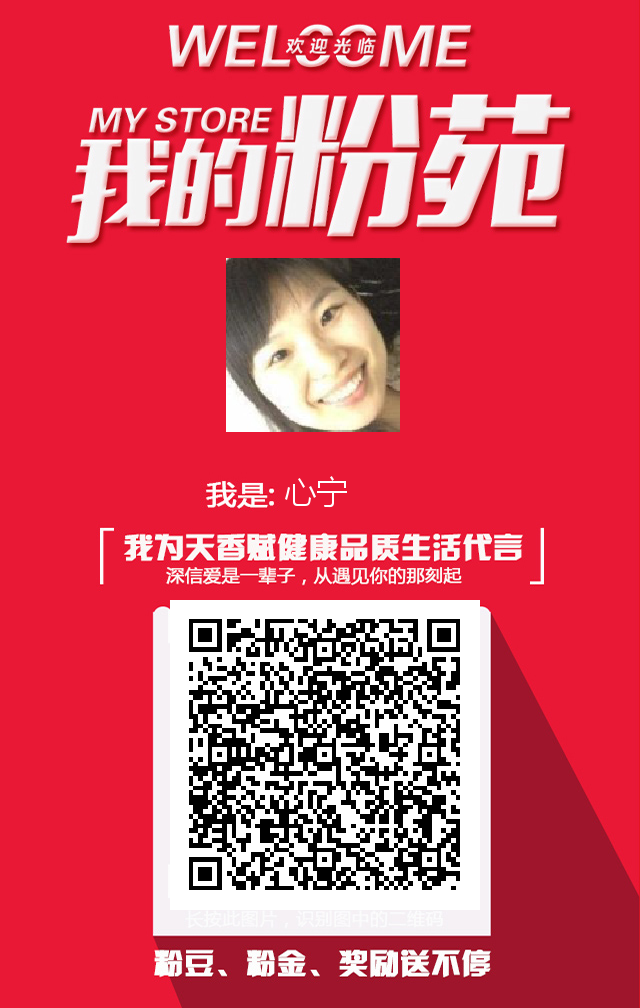 WELCOME
欢迎光临
MY STORE
我的粉苑
我是: 心宁
我为天香赋健康品质生活代言
深信爱是一辈子，从遇见你的那刻起
长按此图片，识别图中的二维码
粉豆、粉金、奖励送不停